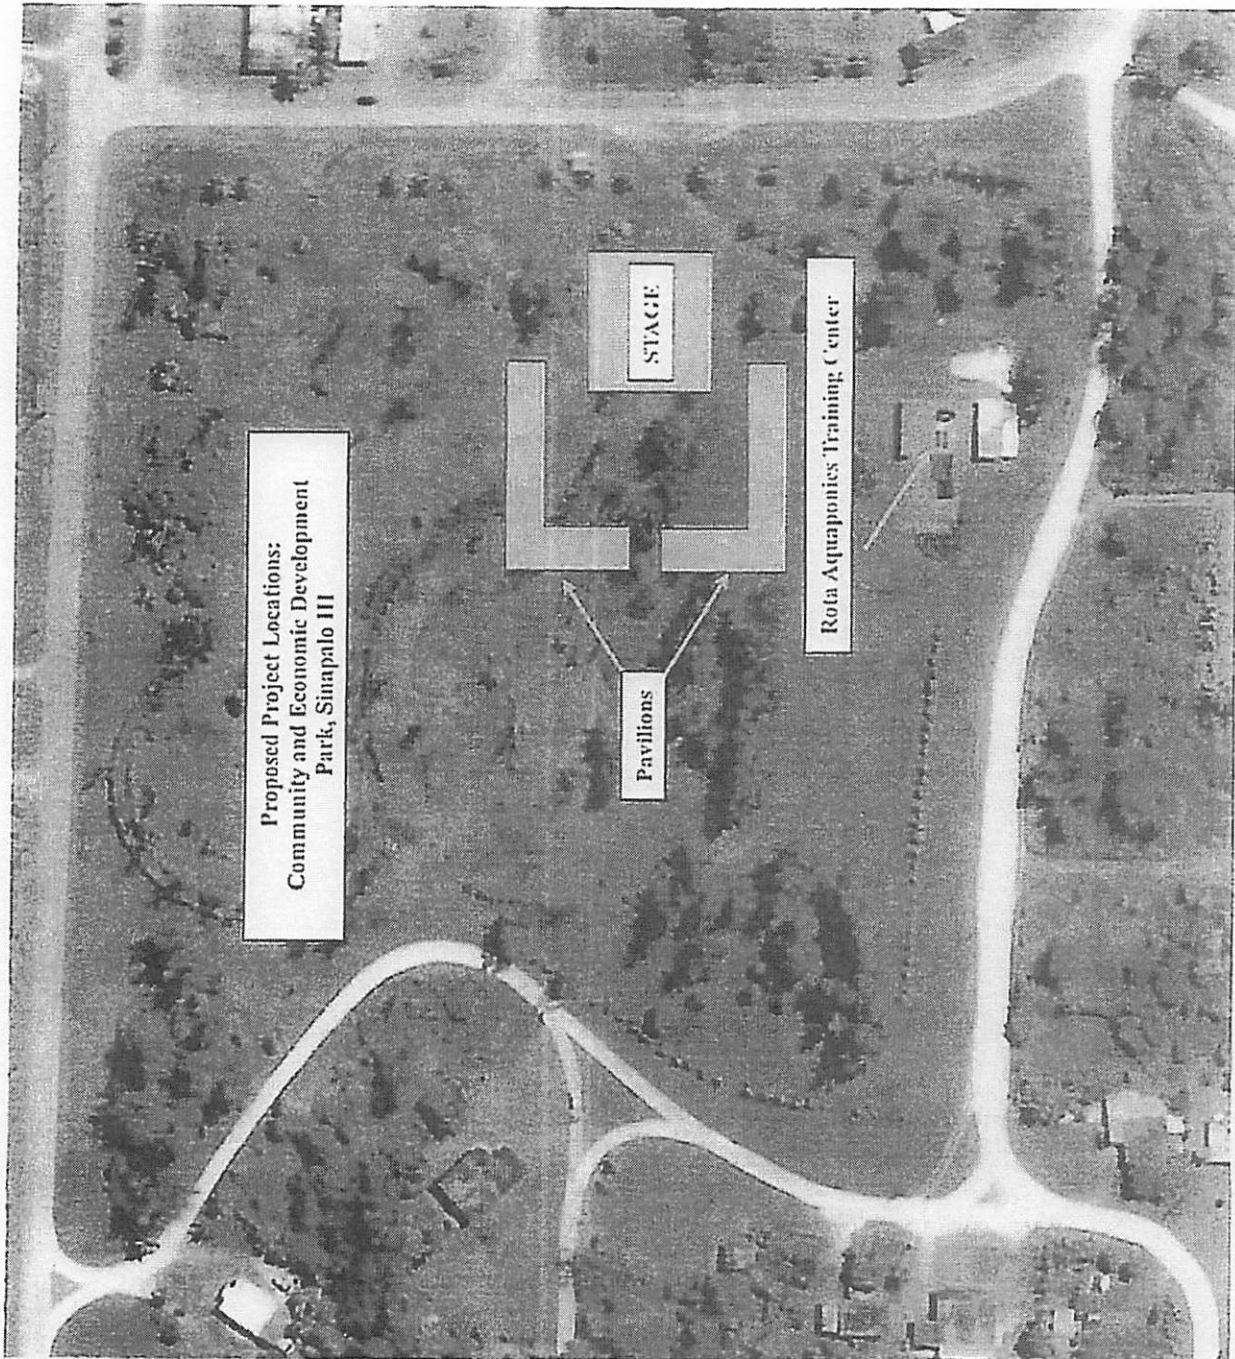 Proposed Project Locations:
Community and Economic Development
Park, Sinapalo III
STAGE
Pavilions
Rota Aquaponics Training Center